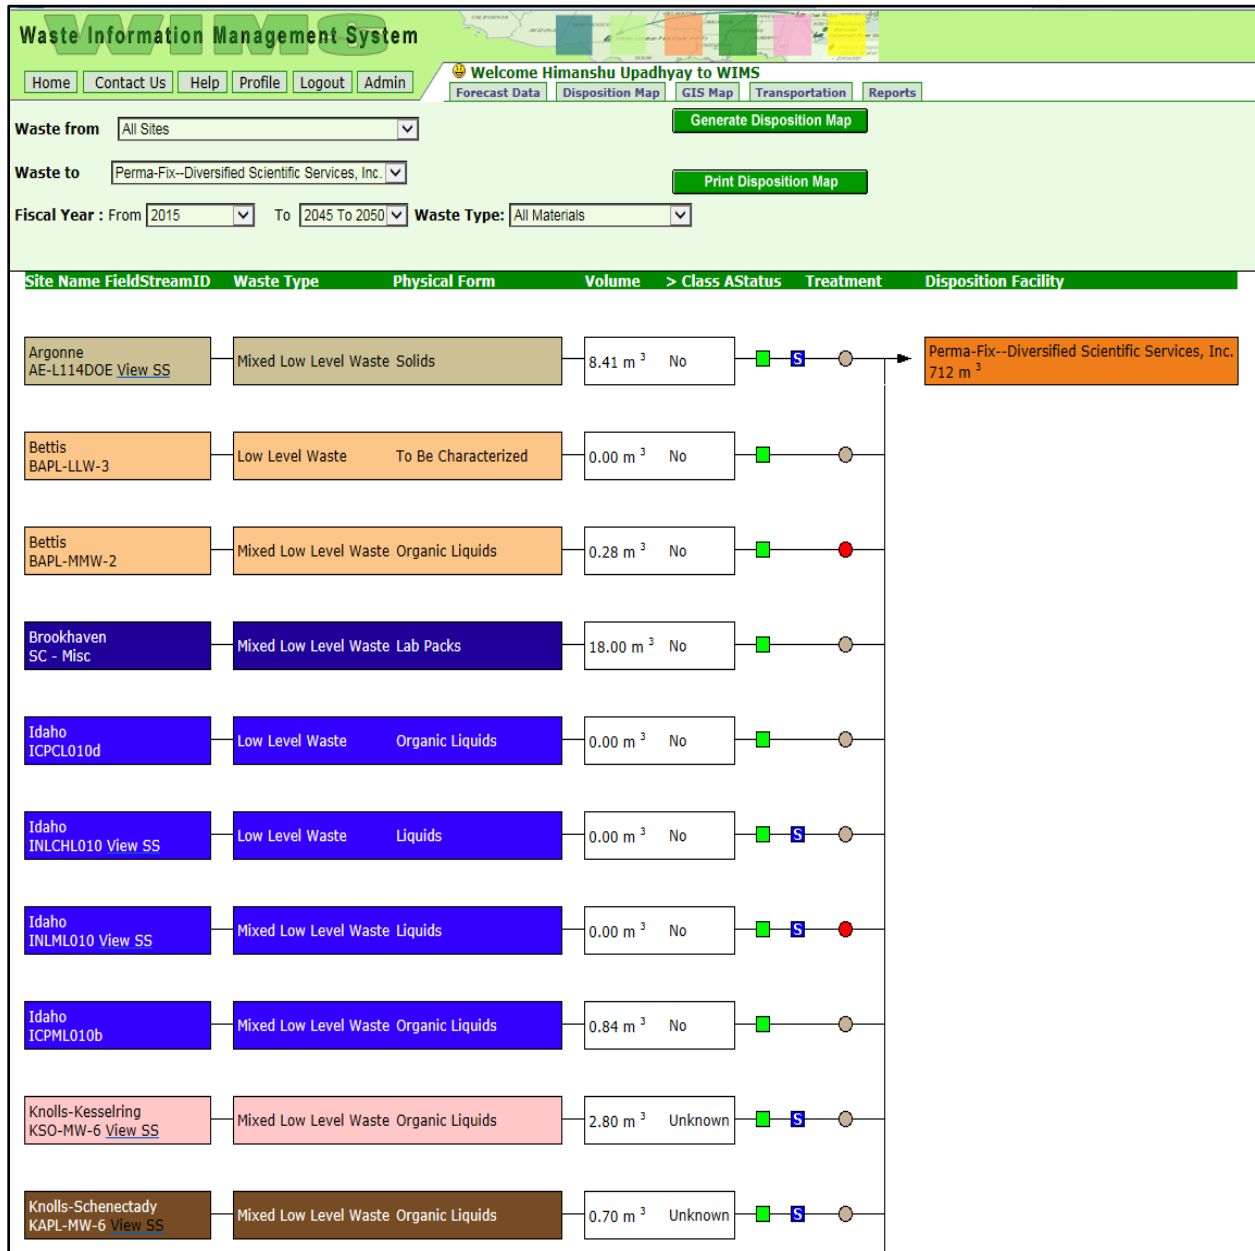 Waste Information Management System
WIMS
Home Contact Us Help Profile Logout Admin
Welcome Himanshu Upadhyay to WIMS
Forecast Data Disposition Map GIS Map Transportation Reports
Waste from All Sites
Generate Disposition Map
Waste to Perma-Fix--Diversified Scientific Services, Inc.
Print Disposition Map
Fiscal Year : From 2015 To 2045 To 2050 Waste Type: All Materials
Site Name FieldStreamID Waste Type Physical Form Volume > Class AStatus Treatment Disposition Facility
Argonne
AE-L114DOE View SS
Mixed Low Level Waste Solids
8.41 m 3 No
S
Perma-Fix--Diversified Scientific Services, Inc.
712 m 3
Bettis
BAPL-LLW-3
Low Level Waste To Be Characterized
0.00 m 3 No
Bettis
BAPL-MMW-2
Mixed Low Level Waste Organic Liquids
0.28 m 3 No
Brookhaven
SC - Misc
Mixed Low Level Waste Lab Packs
18.00 m 3 No
Idaho
ICPCL010d
Low Level Waste Organic Liquids
0.00 m 3 No
Idaho
INLCHL010 View SS
Low Level Waste Liquids
0.00 m 3 No
S
Idaho
INLML010 View SS
Mixed Low Level Waste Liquids
0.00 m 3 No
S
Idaho
ICPML010b
Mixed Low Level Waste Organic Liquids
0.84 m 3 No
Knolls-Kesselring
KSO-MW-6 View SS
Mixed Low Level Waste Organic Liquids
2.80 m 3 Unknown
S
Knolls-Schenectady
KAPL-MW-6 View SS
Mixed Low Level Waste Organic Liquids
0.70 m 3 Unknown
S